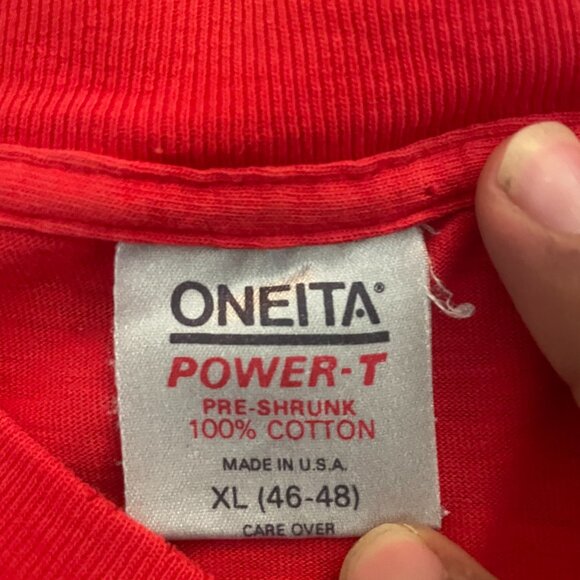 ONEITA®
POWER-T
PRE-SHRUNK
100% COTTON
MADE IN U.S.A.
XL (46-48)
CARE OVER